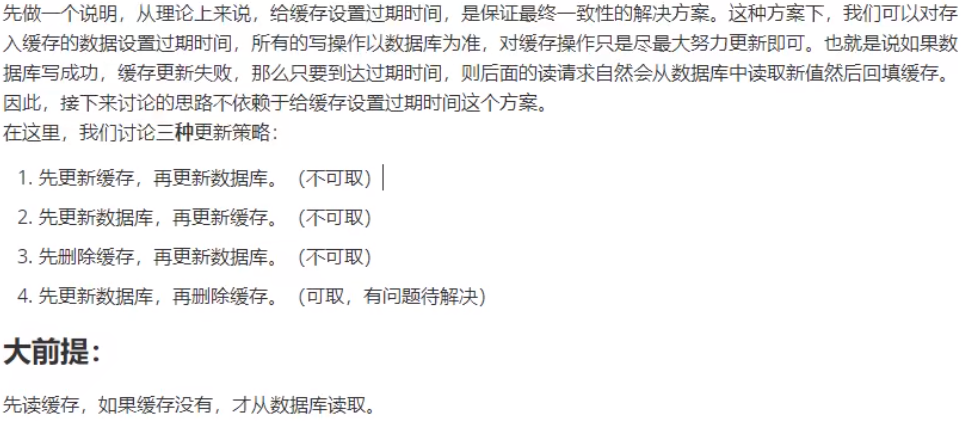 先做一个说明，从理论上来说，给缓存设置过期时间，是保证最终一致性的解决方案。这种方案下，我们可以对存
入缓存的数据设置过期时间，所有的写操作以数据库为准，对缓存操作只是尽最大努力更新即可。也就是说如果数
据库写成功，缓存更新失败，那么只要到达过期时间，则后面的读请求自然会从数据库中读取新值然后回填缓存。
因此，接下来讨论的思路不依赖于给缓存设置过期时间这个方案。
在这里，我们讨论三种更新策略：
1. 先更新缓存，再更新数据库。（不可取）
2. 先更新数据库，再更新缓存。（不可取）
3. 先删除缓存，再更新数据库。（不可取）
4. 先更新数据库，再删除缓存。（可取，有问题待解决）
大前提：
先读缓存，如果缓存没有，才从数据库读取。